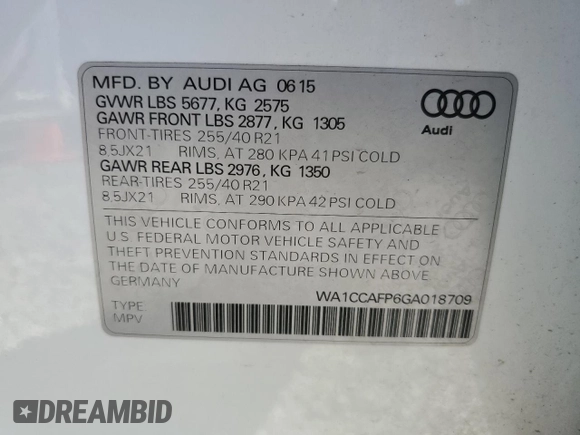 MFD. BY AUDI AG 06 15
GVWR LBS 5677, KG 2575
GAWR FRONT LBS 2877, KG 1305
FRONT-TIRES 255/40 R21
8,5JX21 RIMS, AT 280 KPA 41 PSI COLD
GAWR REAR LBS 2976, KG 1350
REAR-TIRES 255/40 R21
8,5JX21 RIMS, AT 290 KPA 42 PSI COLD
Audi
THIS VEHICLE CONFORMS TO ALL APPLICABLE
U.S. FEDERAL MOTOR VEHICLE SAFETY AND
THEFT PREVENTION STANDARDS IN EFFECT ON
THE DATE OF MANUFACTURE SHOWN ABOVE
GERMANY
WA1CCAFP6GA018709
TYPE
MPV
DREAMBID